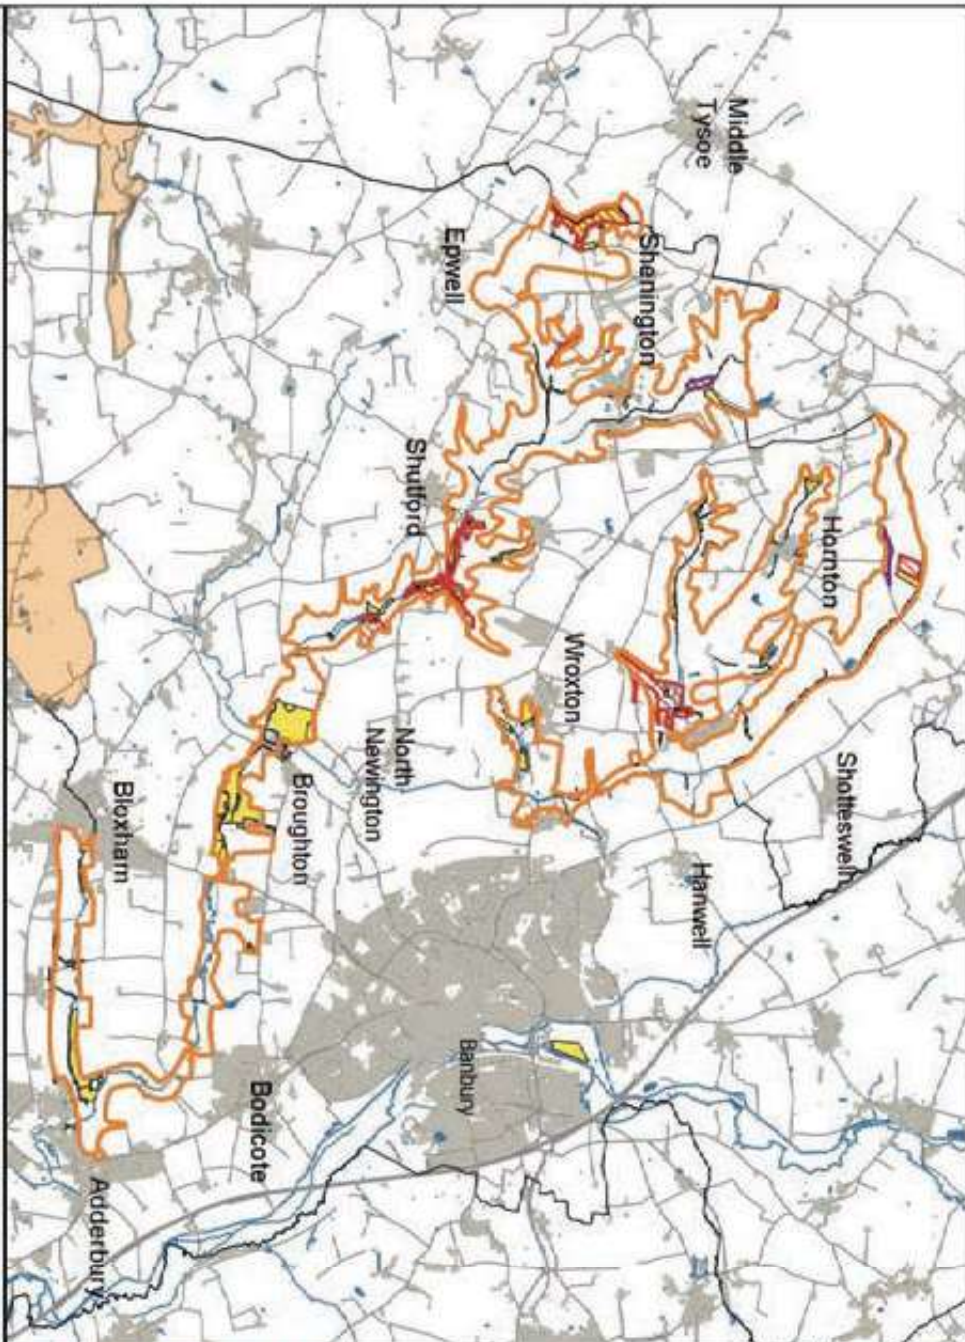 Middle
Tysoe
Shenington
Epwell
Hornton
Shutford
Wroxton
Shotteswell
North
Newington
Hanwell
Broughton
Bloxham
Banbury
Bodicote
Adderbury